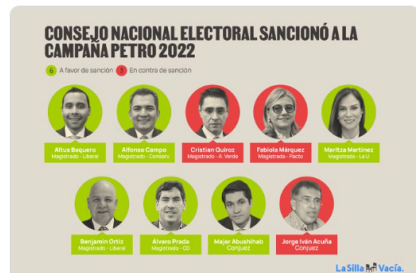 CONSEJO NACIONAL ELECTORAL SANCIONÓ A LA
CAMPAÑA PETRO 2022
6 A favor de sanción 3 En contra de sanción
Altus Baquero
Magistrado - Liberal
Alfonso Campo
Magistrado - Conserv.
Cristian Quiroz
Magistrado - A. Verde
Fabiola Márquez
Magistrada - Pacto
Maritza Martínez
Magistrada - La U
Benjamín Ortiz
Magistrado - Liberal
Álvaro Prada
Magistrado - CD
Majer Abushihab
Conjuez
Jorge Iván Acuña
Conjuez
La Silla Vacía.